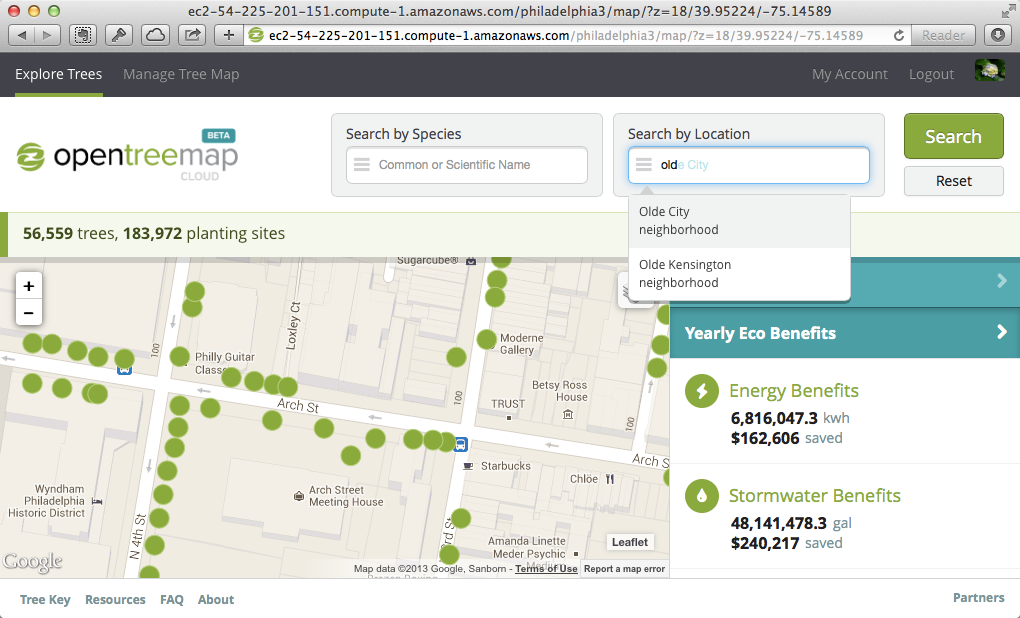 ec2-54-225-201-151.compute-1.amazonaws.com/philadelphia3/map/?z=18/39.95224/-75.14589
ec2-54-225-201-151.compute-1.amazonaws.com/philadelphia3/map/?z=18/39.95224/-75.14589
Reader
Explore Trees
Manage Tree Map
My Account
Logout
opentreemap
BETA
CLOUD
Search by Species
Common or Scientific Name
Search by Location
olde City
Search
Reset
Olde City
neighborhood
Olde Kensington
neighborhood
56,559 trees, 183,972 planting sites
+
−
Sugarcube®
Loxley Ct
100
Philly Guitar
Moderne
Gallery
Betsy Ross
House
TRUST
100
100
Arch St
Arch S
Starbucks
Chlöe
Wyndham
Philadelphia
Historic District
Arch Street
Meeting House
N 4th St
3rd St
Amanda Linette
Meder Psychic
Leaflet
Google
Map data ©2013 Google, Sanborn - Terms of Use
Report a map error
Yearly Eco Benefits
Energy Benefits
6,816,047.3 kwh
$162,606 saved
Stormwater Benefits
48,141,478.3 gal
$240,217 saved
Tree Key
Resources
FAQ
About
Partners